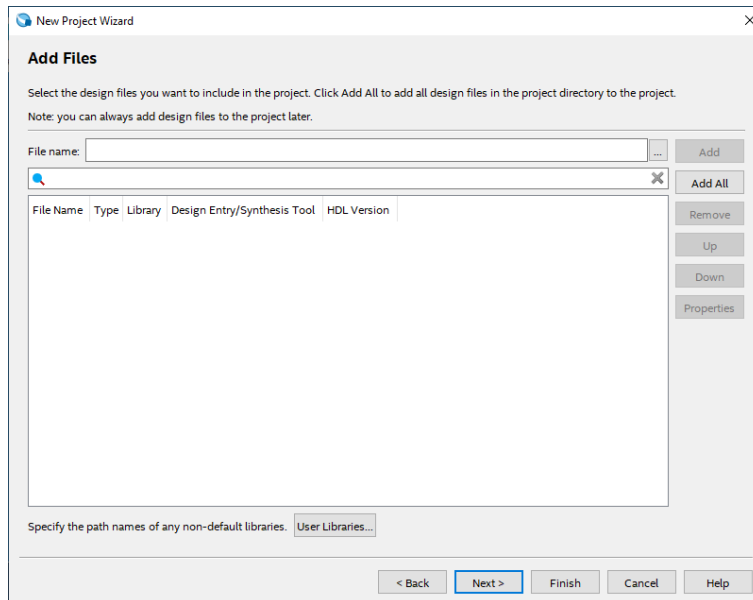 New Project Wizard
Add Files
Select the design files you want to include in the project. Click Add All to add all design files in the project directory to the project.
Note: you can always add design files to the project later.
File name: ... Add
Add All
File Name Type Library Design Entry/Synthesis Tool HDL Version
Remove
Up
Down
Properties
Specify the path names of any non-default libraries. User Libraries...
< Back Next > Finish Cancel Help